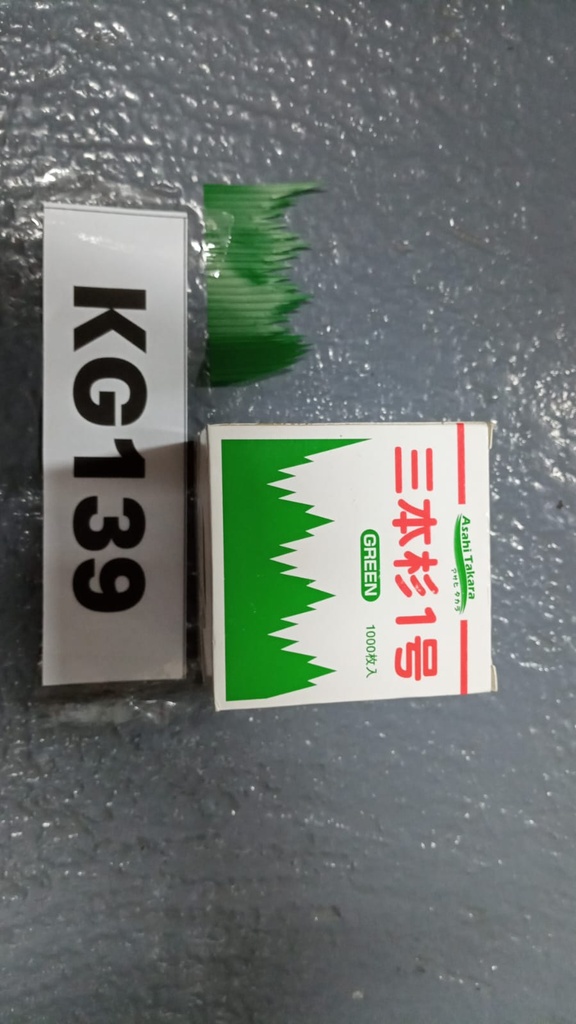 KG139
Asahi Takara
アサヒ タカラ
三本杉1号
GREEN
1000枚入